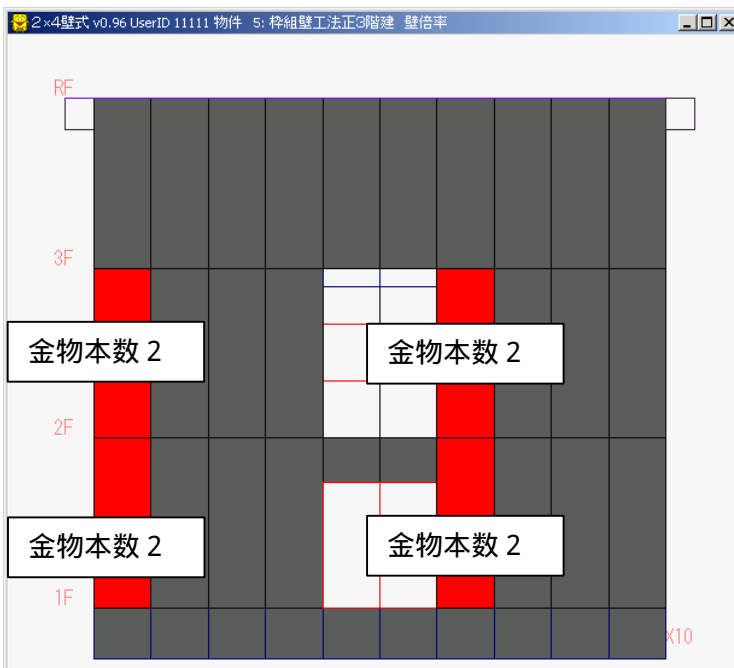 2×4壁式 v0.96 UserID 11111 物件 5: 枠組壁工法正3階建 壁倍率
RF
3F
金物本数 2
金物本数 2
2F
金物本数 2
金物本数 2
1F
X10